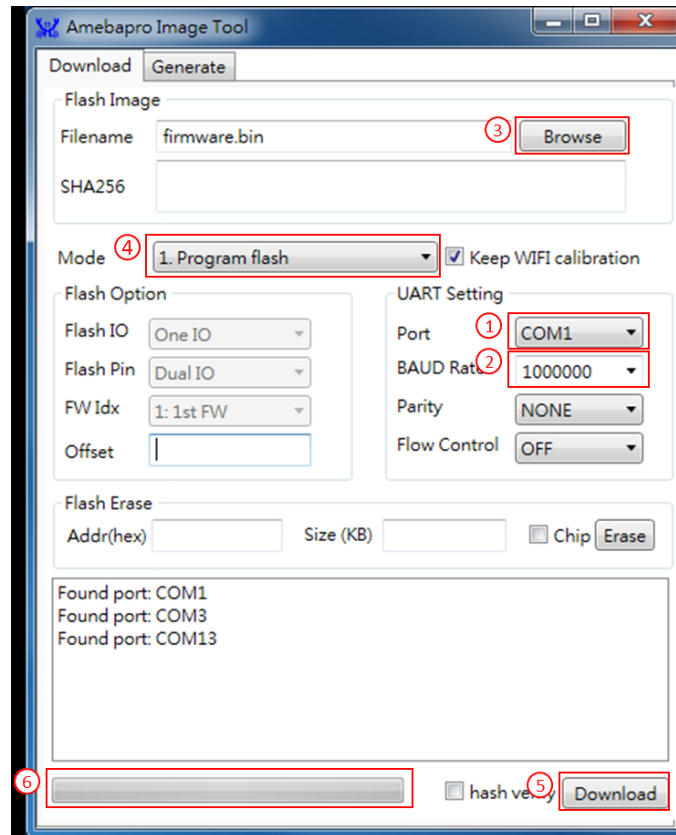 Amebapro Image Tool
Download Generate
Flash Image
Filename firmware.bin 3 Browse
SHA256
Mode 4 1. Program flash Keep WIFI calibration
Flash Option
Flash IO One IO
Flash Pin Dual IO
FW Idx 1: 1st FW
Offset
UART Setting
Port 1 COM1
BAUD Rat 2 1000000
Parity NONE
Flow Control OFF
Flash Erase
Addr(hex) Size (KB) Chip Erase
Found port: COM1
Found port: COM3
Found port: COM13
6 hash ve 5 Download